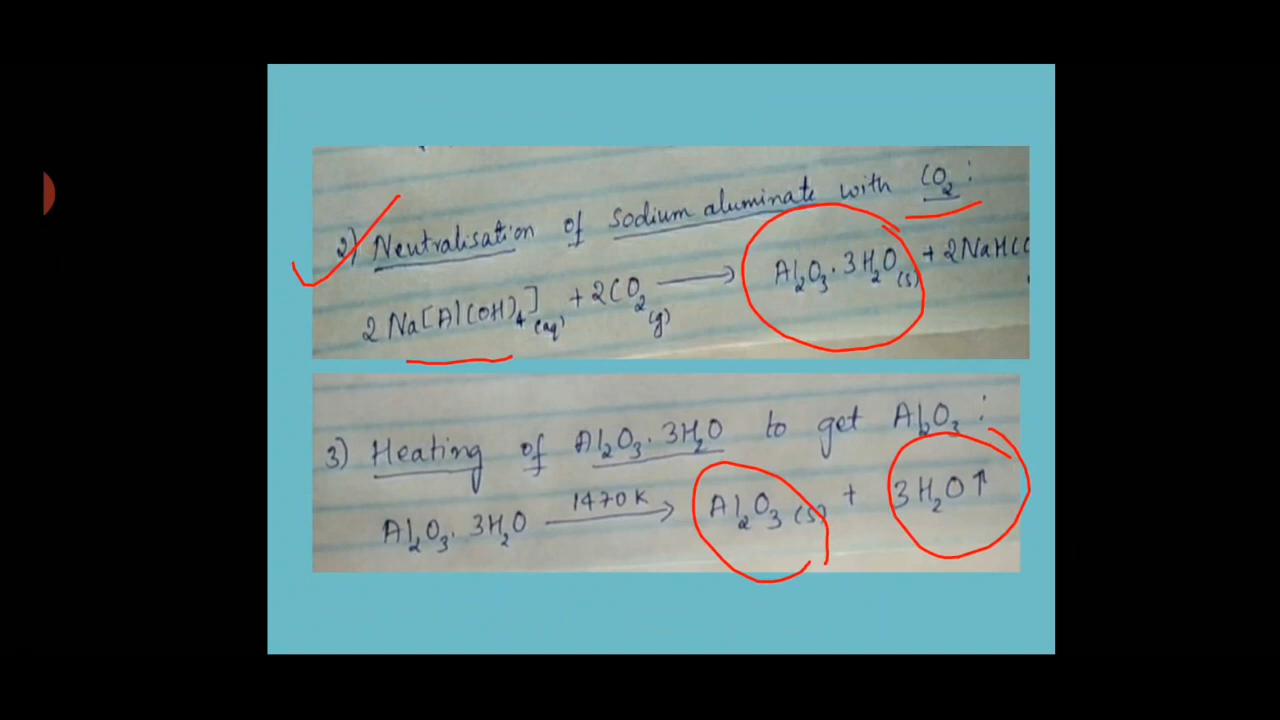 2) Neutralisation of Sodium aluminate with CO₂ :
2 Na[Al(OH)₄](aq) + 2CO₂(g) ⟶ Al₂O₃·3H₂O(s) + 2NaHC
3) Heating of Al₂O₃·3H₂O to get Al₂O₃ :
Al₂O₃·3H₂O 1470K⟶ Al₂O₃(s) + 3H₂O↑